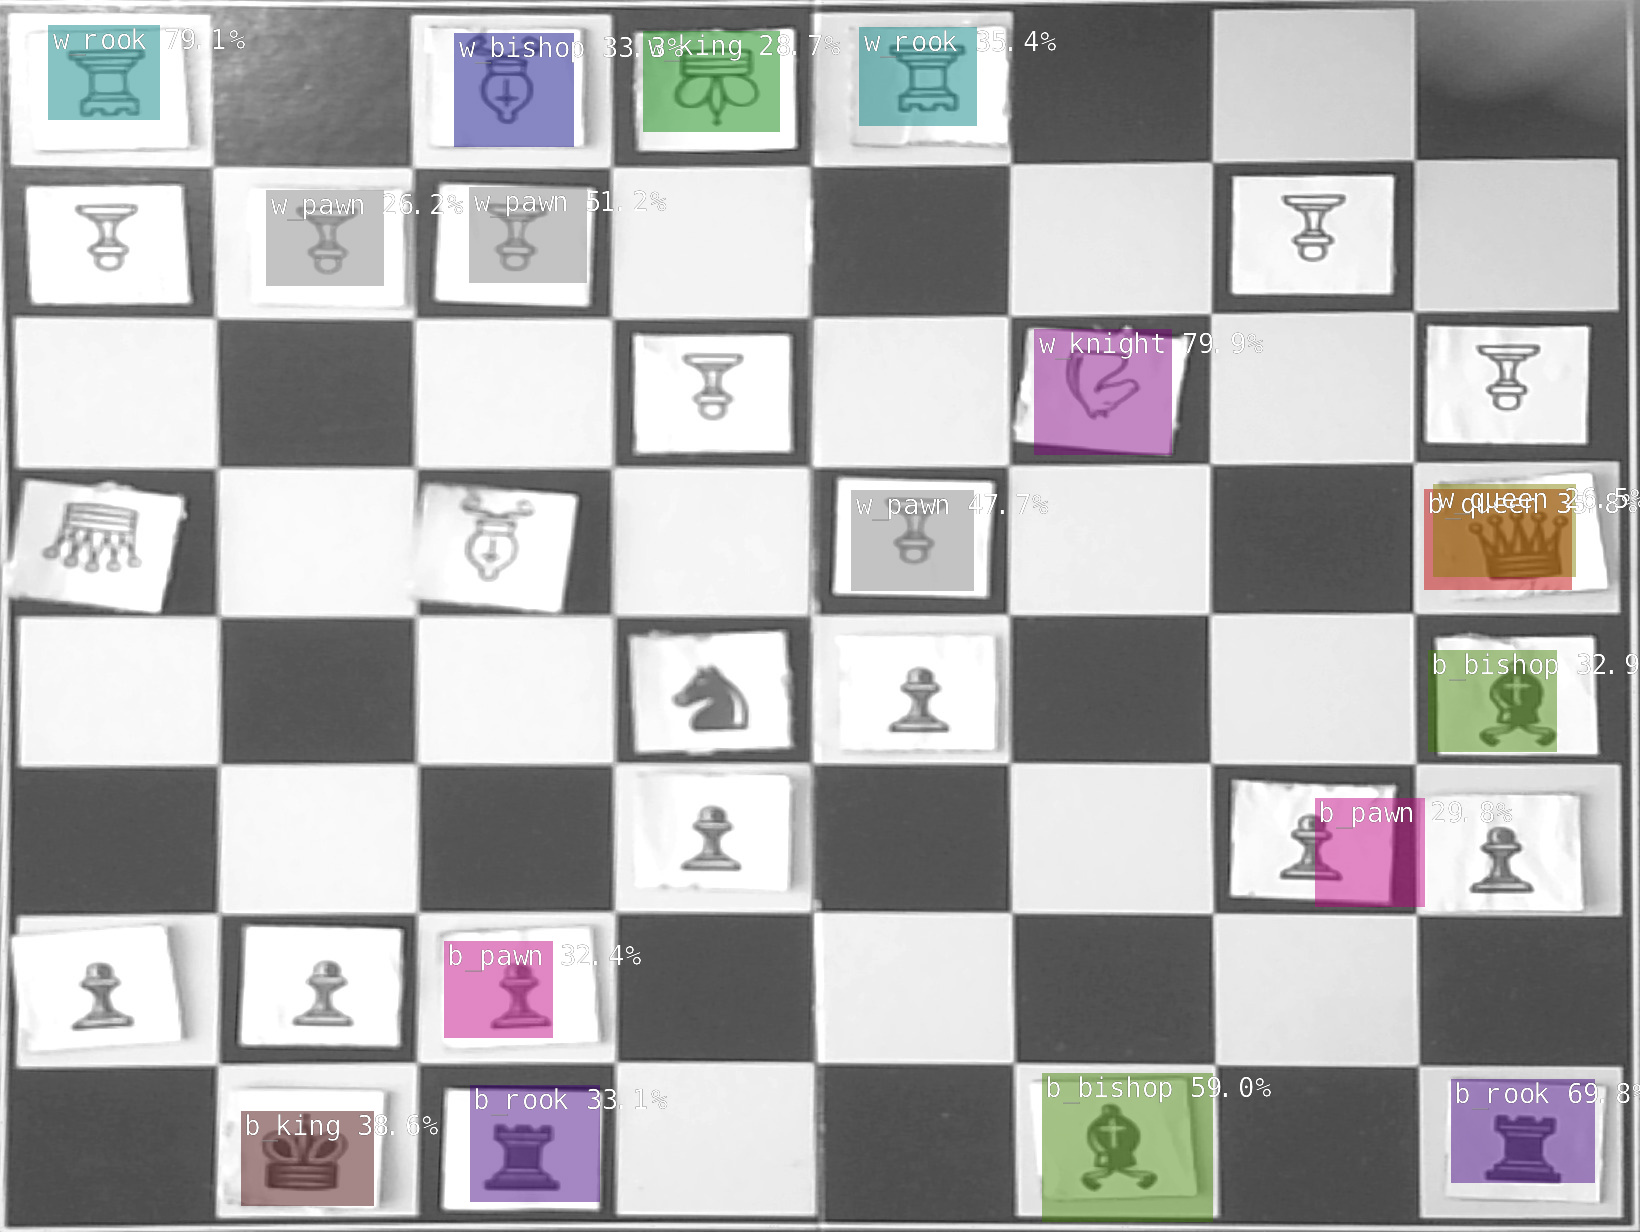 w_rook 79.1%
w_bishop 33.3%
w_king 28.7%
w_rook 35.4%
w_pawn 26.2%
w_pawn 51.2%
w_knight 79.9%
w_pawn 47.7%
w_queen 26.5%
b_queen
b_bishop 32.9
b_pawn 29.8%
b_pawn 32.4%
b_king 38.6%
b_rook 33.1%
b_bishop 59.0%
b_rook 69.8%